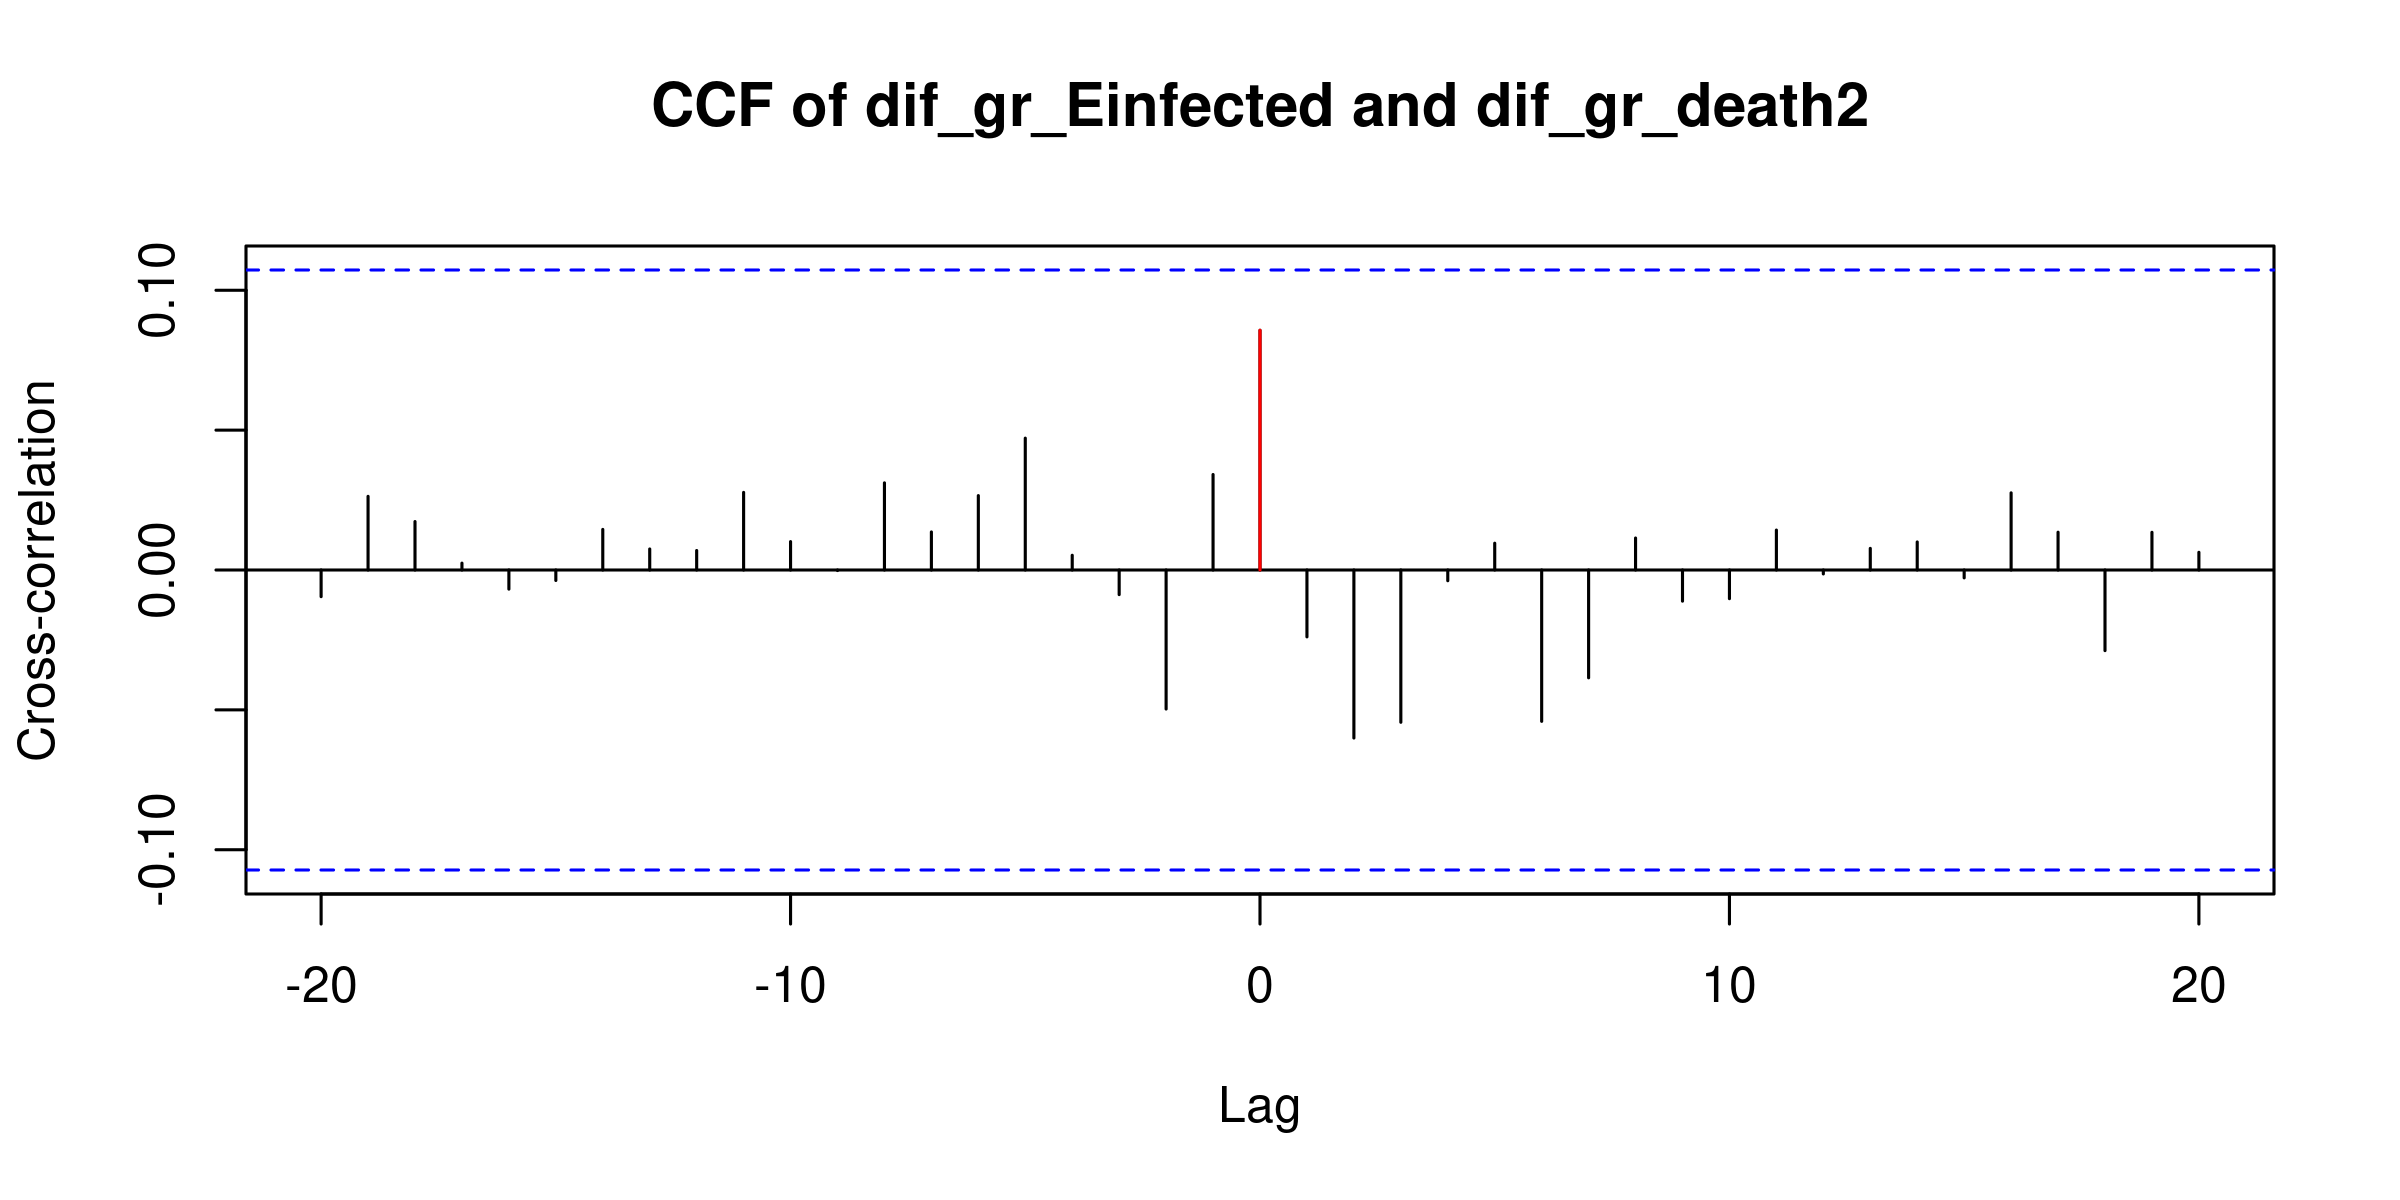 CCF of dif_gr_Einfected and dif_gr_death2
Cross-correlation
0.10
0.00
-0.10
-20 -10 0 10 20
Lag